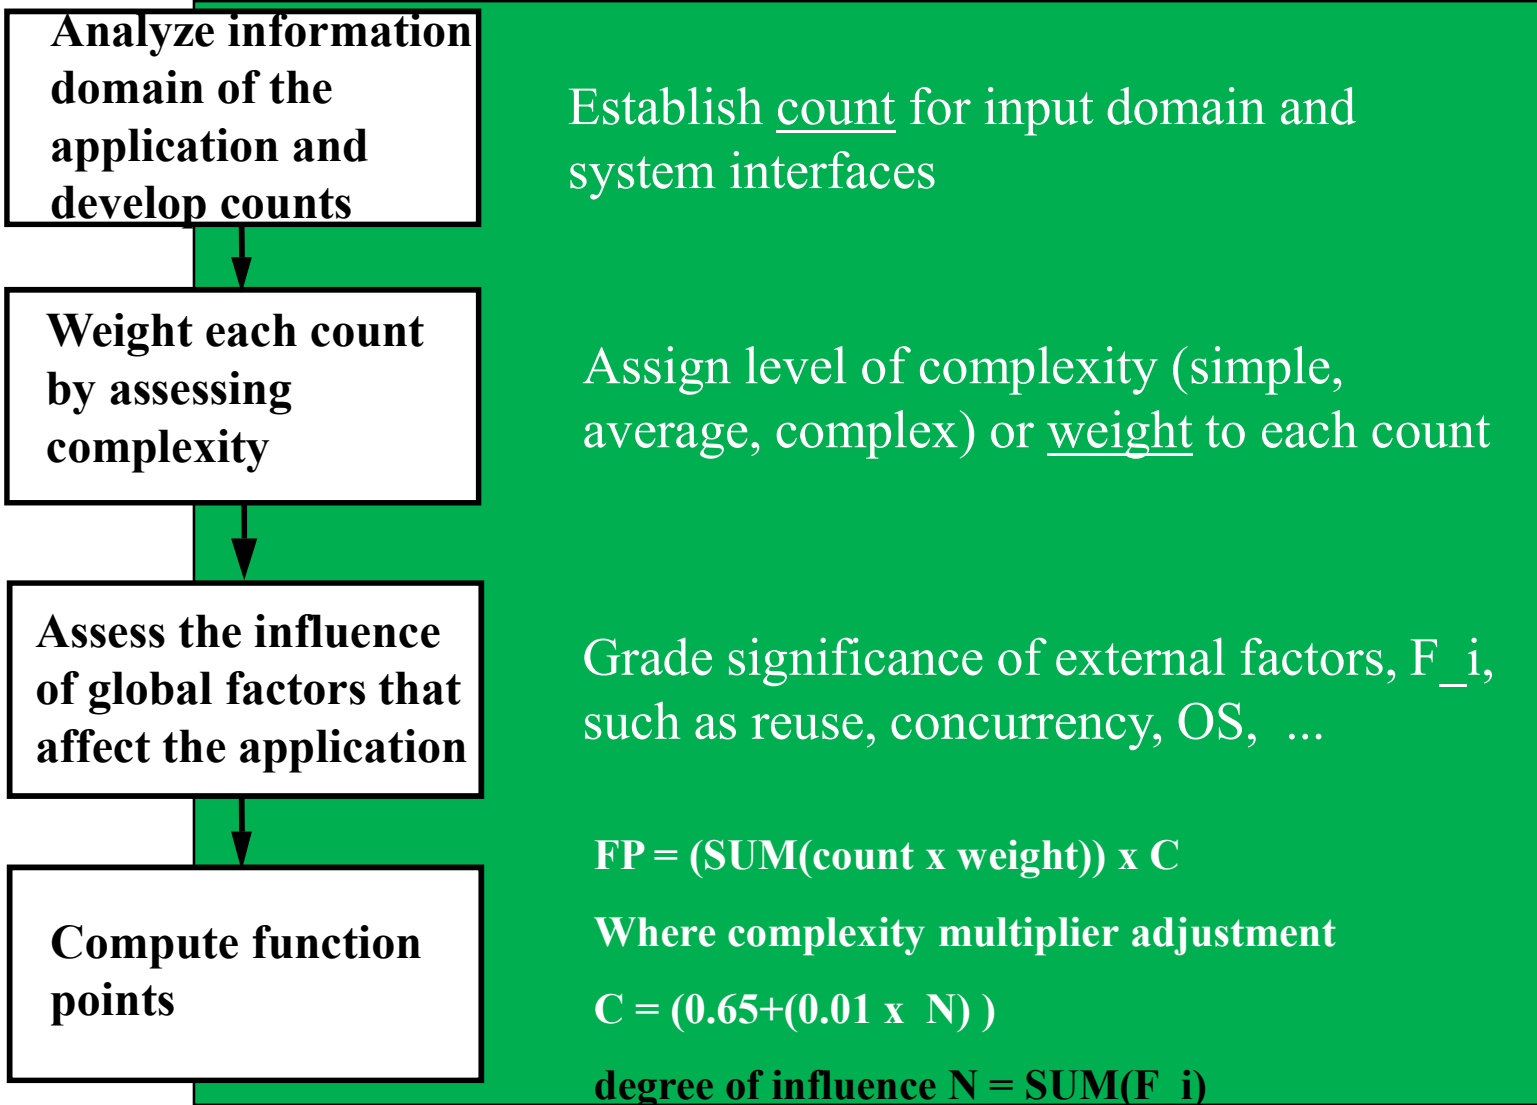 Analyze information
domain of the
application and
develop counts
Establish count for input domain and
system interfaces
Weight each count
by assessing
complexity
Assign level of complexity (simple,
average, complex) or weight to each count
Assess the influence
of global factors that
affect the application
Grade significance of external factors, F_i,
such as reuse, concurrency, OS, ...
Compute function
points
FP = (SUM(count x weight)) x C
Where complexity multiplier adjustment
C = (0.65+(0.01 x N) )
degree of influence N = SUM(F_i)